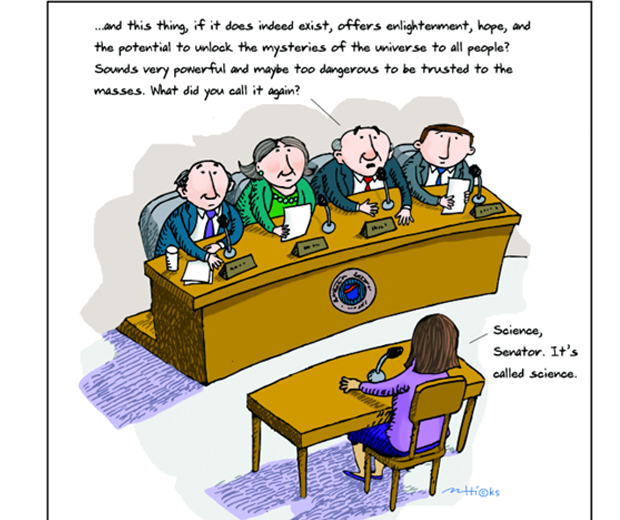 ...and this thing, if it does indeed exist, offers enlightenment, hope, and
the potential to unlock the mysteries of the universe to all people?
Sounds very powerful and maybe too dangerous to be trusted to the
masses. What did you call it again?
Science,
Senator. It's
called science.